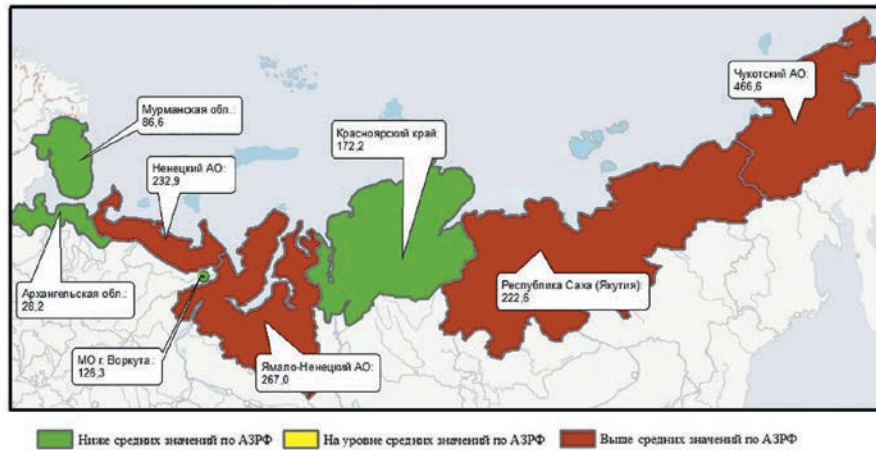 Чукотский АО:
466,6
Мурманская обл.:
86,6
Красноярский край:
172,2
Ненецкий АО:
232,9
Республика Саха (Якутия):
222,6
Архангельская обл.:
28,2
МО г. Воркута:
126,3
Ямало-Ненецкий АО:
267,0
Ниже средних значений по АЗРФ
На уровне средних значений по АЗРФ
Выше средних значений по АЗРФ